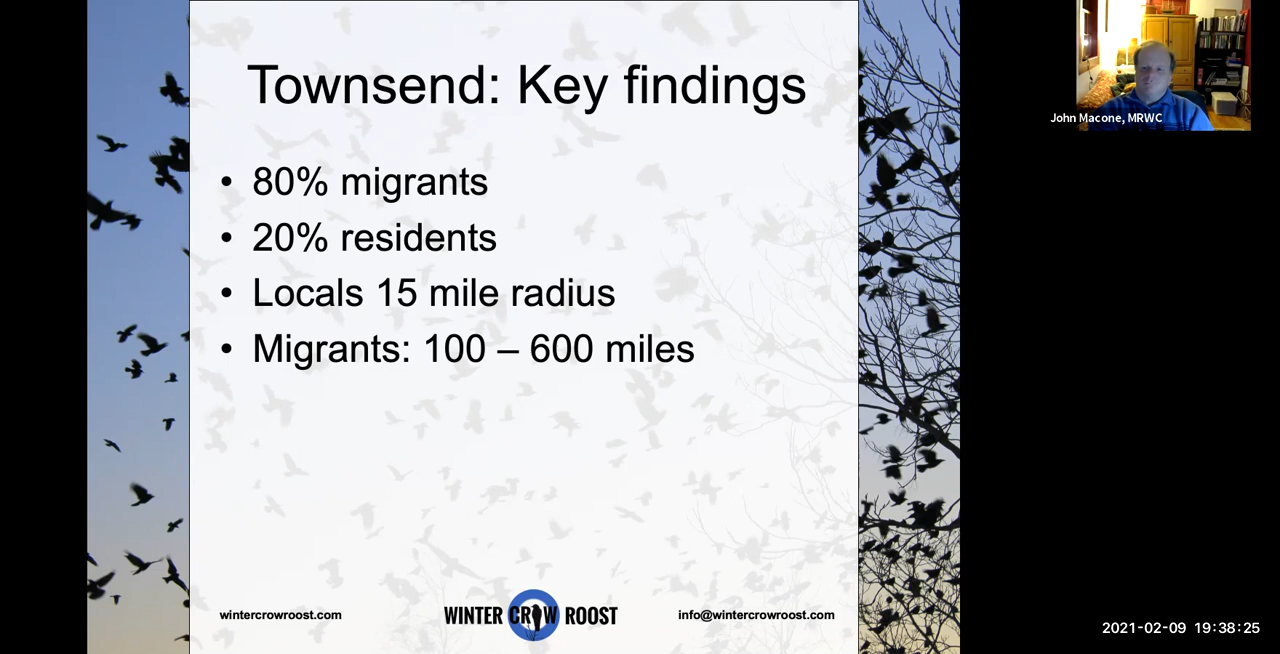 Townsend: Key findings
• 80% migrants
• 20% residents
• Locals 15 mile radius
• Migrants: 100 – 600 miles
wintercrowroost.com
WINTER CROW ROOST
info@wintercrowroost.com
John Macone, MRWC
2021-02-09 19:38:25